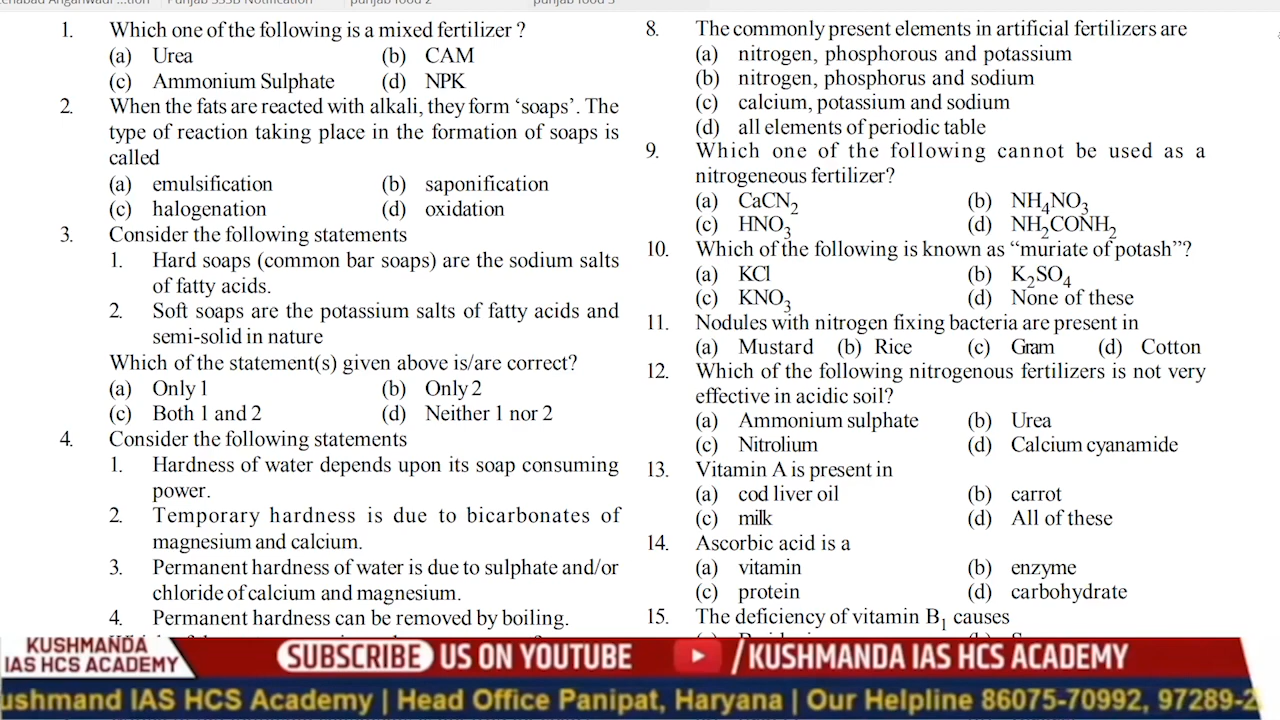 Punjab SSSB Notification
punjab food 2
punjab food 3
1. Which one of the following is a mixed fertilizer ?
(a) Urea (b) CAM
(c) Ammonium Sulphate (d) NPK
2. When the fats are reacted with alkali, they form ‘soaps’. The
type of reaction taking place in the formation of soaps is
called
(a) emulsification (b) saponification
(c) halogenation (d) oxidation
3. Consider the following statements
1. Hard soaps (common bar soaps) are the sodium salts
of fatty acids.
2. Soft soaps are the potassium salts of fatty acids and
semi-solid in nature
Which of the statement(s) given above is/are correct?
(a) Only 1 (b) Only 2
(c) Both 1 and 2 (d) Neither 1 nor 2
4. Consider the following statements
1. Hardness of water depends upon its soap consuming
power.
2. Temporary hardness is due to bicarbonates of
magnesium and calcium.
3. Permanent hardness of water is due to sulphate and/or
chloride of calcium and magnesium.
4. Permanent hardness can be removed by boiling.
8. The commonly present elements in artificial fertilizers are
(a) nitrogen, phosphorous and potassium
(b) nitrogen, phosphorus and sodium
(c) calcium, potassium and sodium
(d) all elements of periodic table
9. Which one of the following cannot be used as a
nitrogeneous fertilizer?
(a) CaCN₂ (b) NH₄NO₃
(c) HNO₃ (d) NH₂CONH₂
10. Which of the following is known as “muriate of potash”?
(a) KCl (b) K₂SO₄
(c) KNO₃ (d) None of these
11. Nodules with nitrogen fixing bacteria are present in
(a) Mustard (b) Rice (c) Gram (d) Cotton
12. Which of the following nitrogenous fertilizers is not very
effective in acidic soil?
(a) Ammonium sulphate (b) Urea
(c) Nitrolium (d) Calcium cyanamide
13. Vitamin A is present in
(a) cod liver oil (b) carrot
(c) milk (d) All of these
14. Ascorbic acid is a
(a) vitamin (b) enzyme
(c) protein (d) carbohydrate
15. The deficiency of vitamin B₁ causes
KUSHMANDA
IAS HCS ACADEMY
SUBSCRIBE US ON YOUTUBE /KUSHMANDA IAS HCS ACADEMY
ushmand IAS HCS Academy | Head Office Panipat, Haryana | Our Helpline 86075-70992, 97289-2